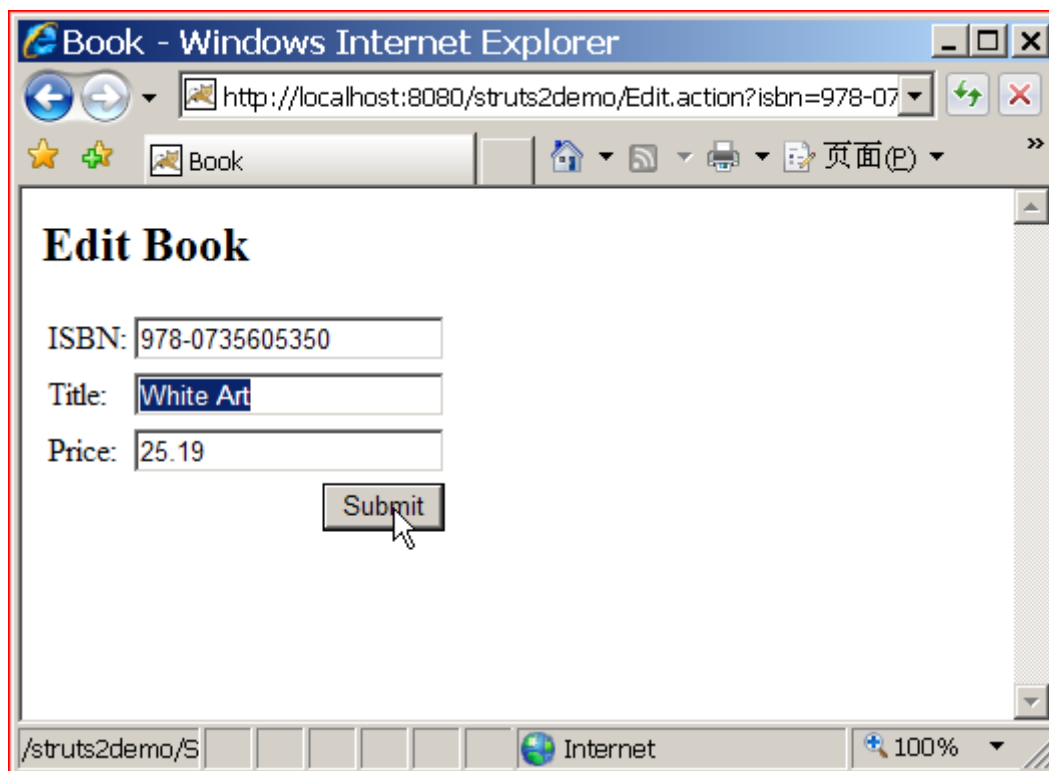 Book - Windows Internet Explorer
http://localhost:8080/struts2demo/Edit.action?isbn=978-07
Book
页面(P)
»
Edit Book
ISBN: 978-0735605350
Title: White Art
Price: 25.19
Submit
/struts2demo/S Internet 100%